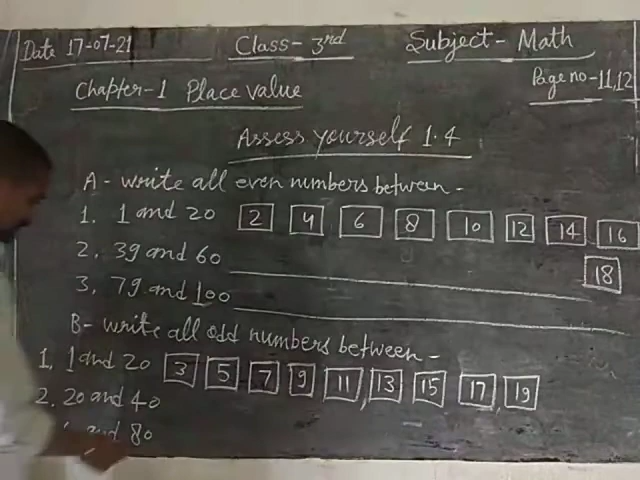 Date 17-07-21 Class- 3rd Subject- Math
Page no-11,12
Chapter-1 Place value
Assess yourself 1.4
A - write all even numbers between -
1. 1 and 20 2 4 6 8 10 12 14 16
18
2. 39 and 60
3. 79 and 100
B- write all odd numbers between -
1. 1 and 20 3 5 7 9 11, 13 15 17, 19
2. 20 and 40
and 80